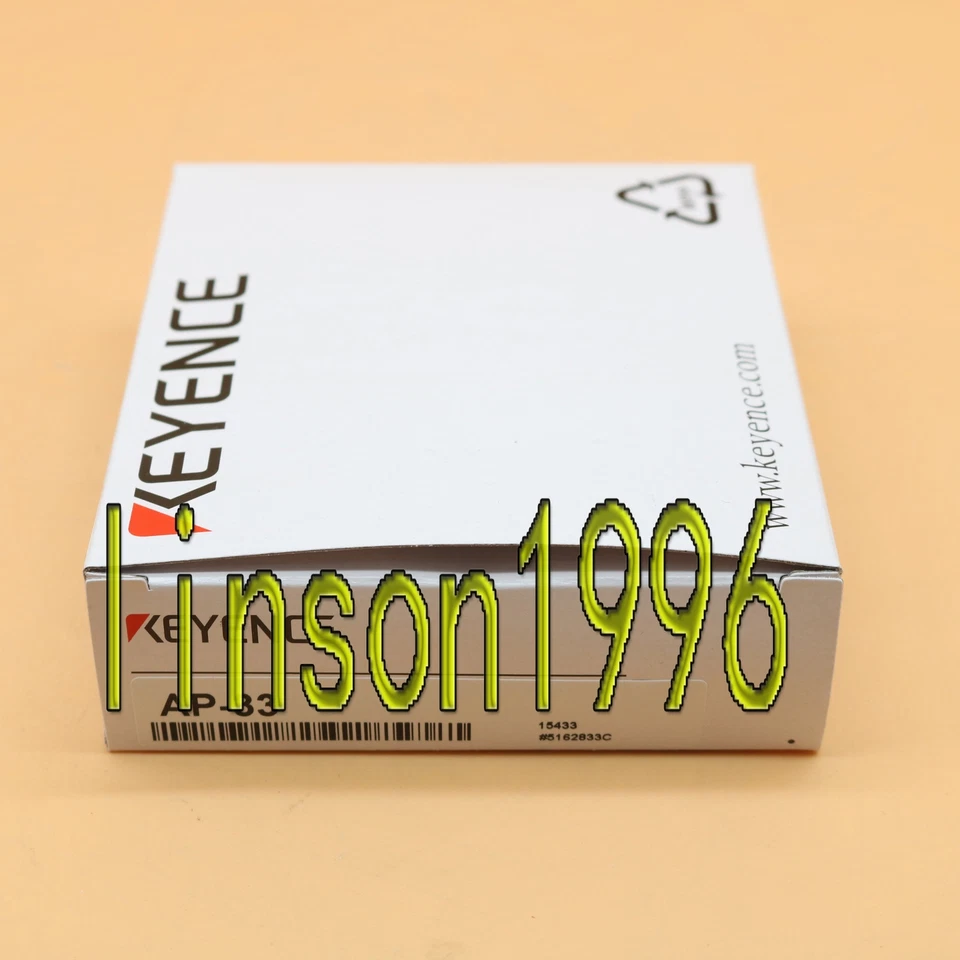 KEYENCE
www.keyence.com
linson1996
KEYENCE
AP-33
15433
#5162833C